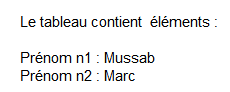 Le tableau contient  éléments :
Prénom n1 : Mussab
Prénom n2 : Marc